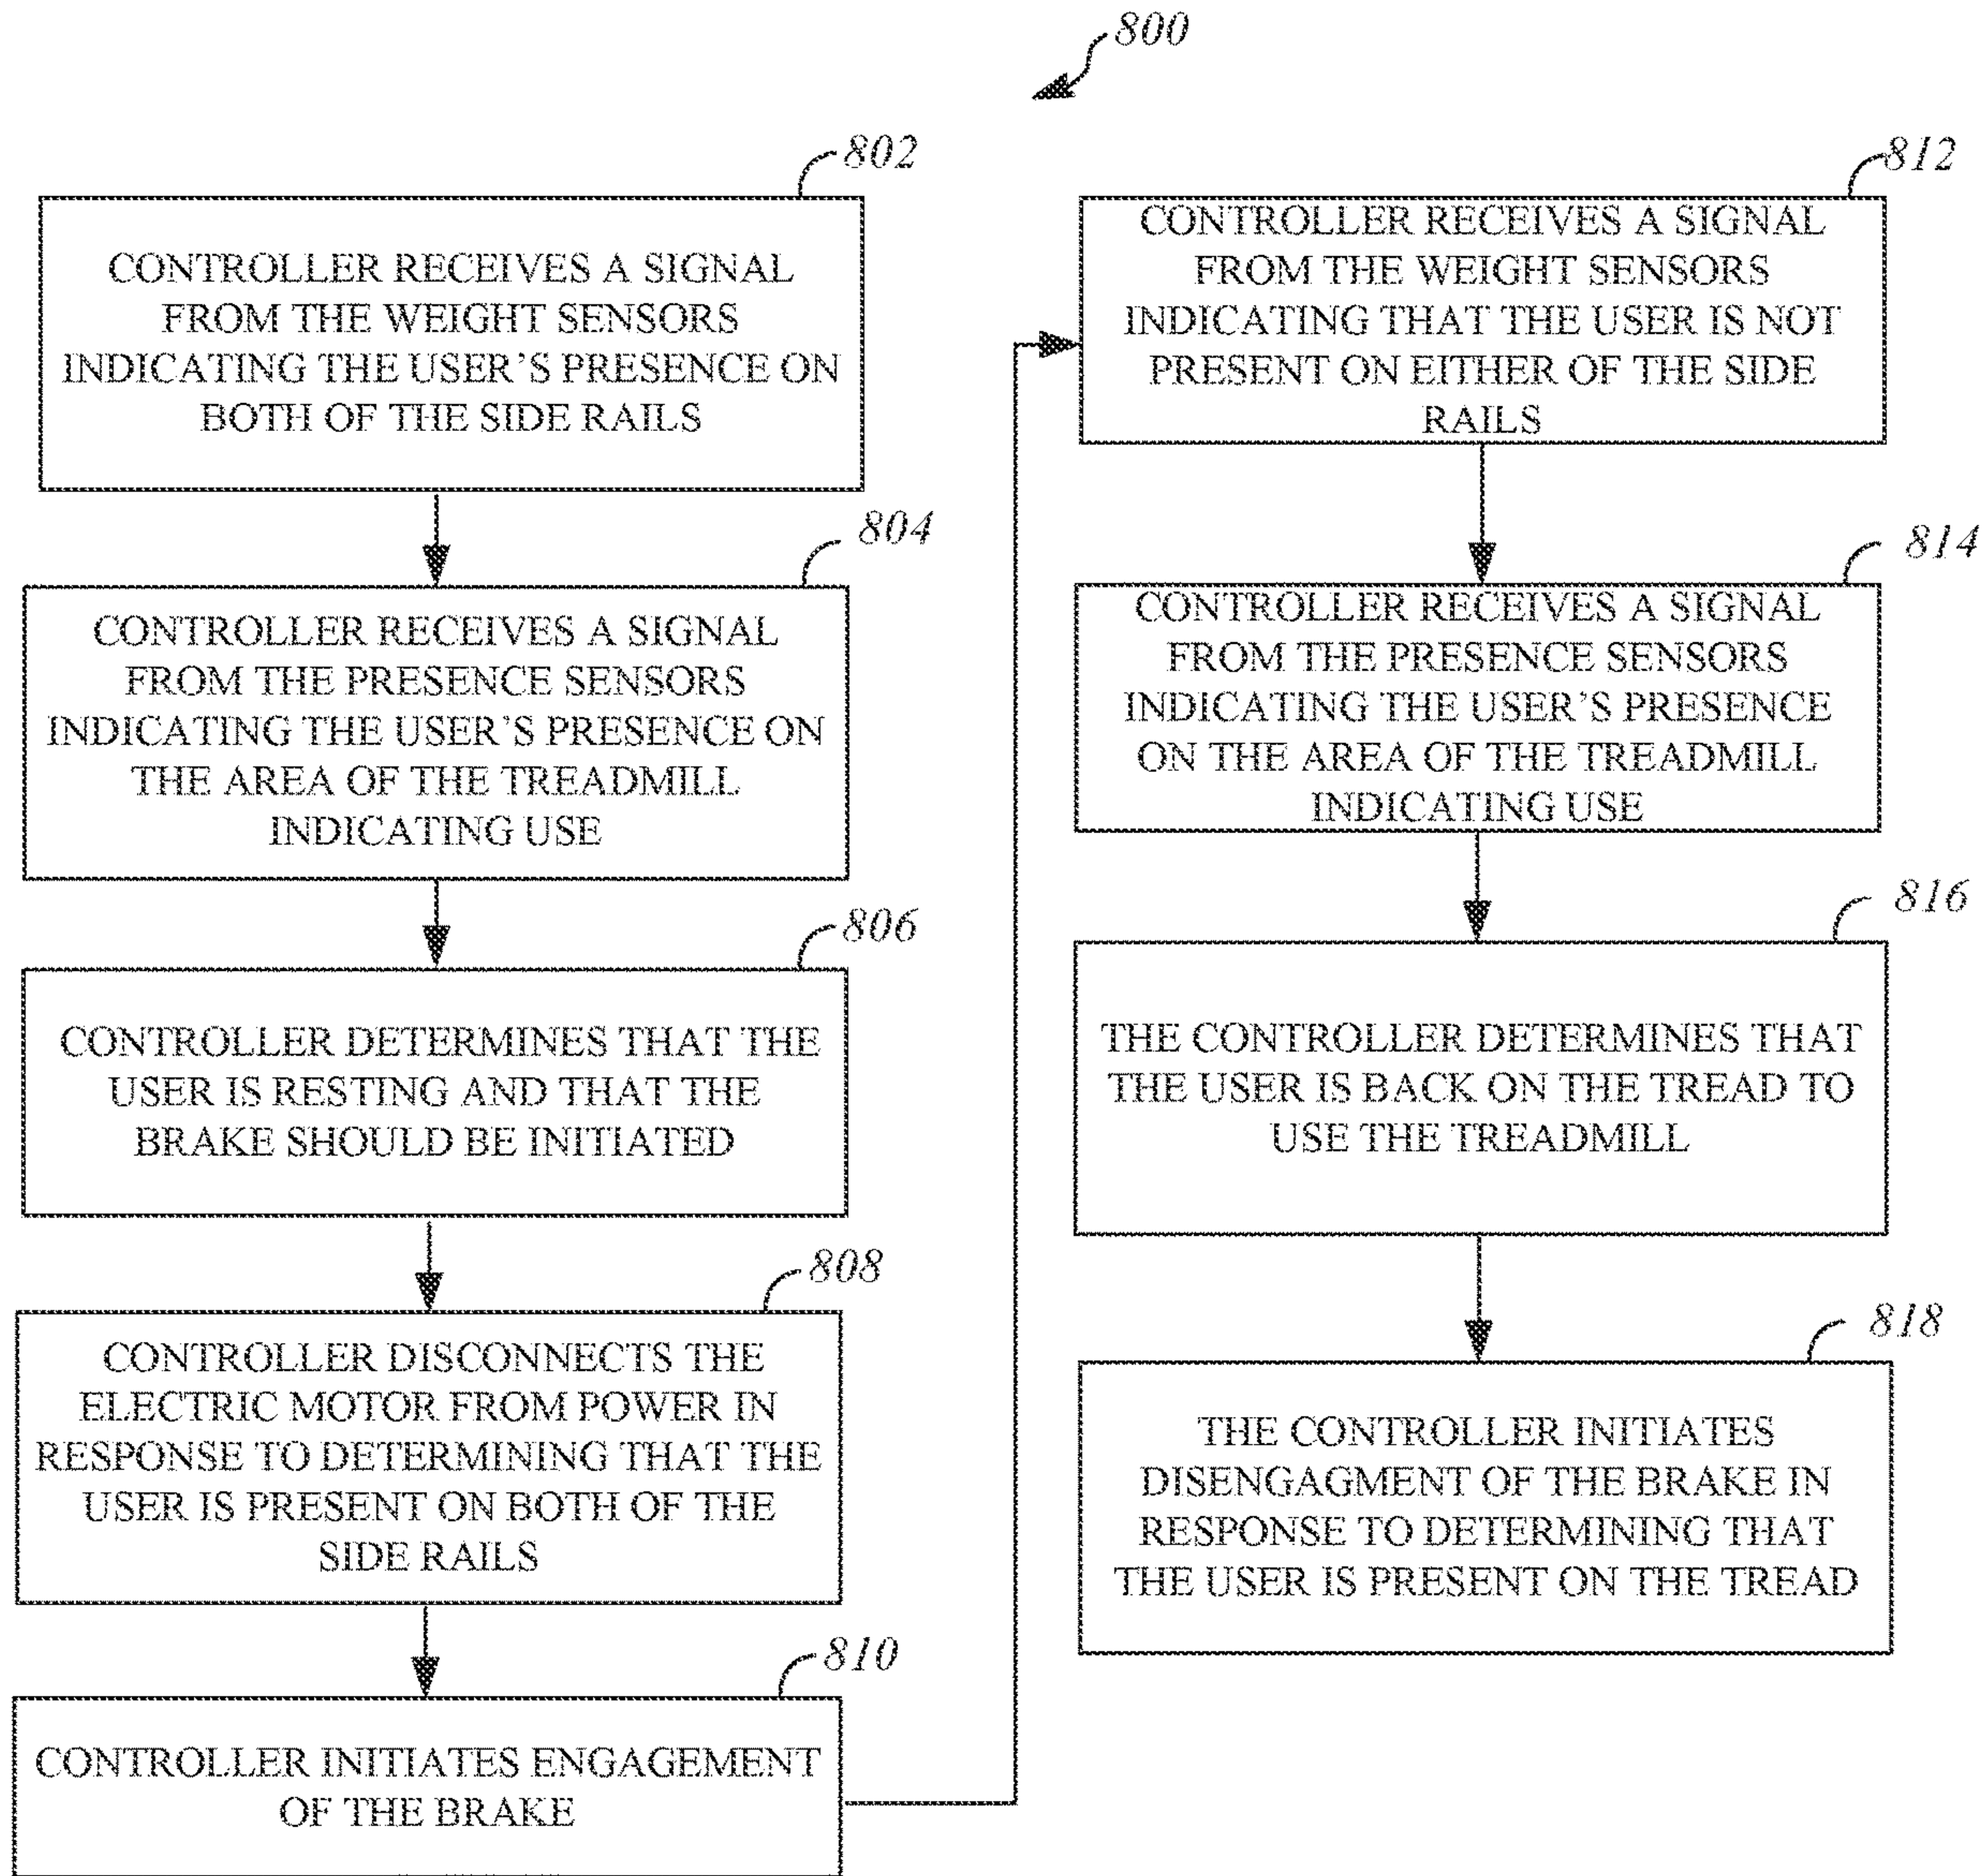 800
802
CONTROLLER RECEIVES A SIGNAL
FROM THE WEIGHT SENSORS
INDICATING THE USER'S PRESENCE ON
BOTH OF THE SIDE RAILS
804
CONTROLLER RECEIVES A SIGNAL
FROM THE PRESENCE SENSORS
INDICATING THE USER'S PRESENCE ON
THE AREA OF THE TREADMILL
INDICATING USE
806
CONTROLLER DETERMINES THAT THE
USER IS RESTING AND THAT THE
BRAKE SHOULD BE INITIATED
808
CONTROLLER DISCONNECTS THE
ELECTRIC MOTOR FROM POWER IN
RESPONSE TO DETERMINING THAT THE
USER IS PRESENT ON BOTH OF THE
SIDE RAILS
810
CONTROLLER INITIATES ENGAGEMENT
OF THE BRAKE
812
CONTROLLER RECEIVES A SIGNAL
FROM THE WEIGHT SENSORS
INDICATING THAT THE USER IS NOT
PRESENT ON EITHER OF THE SIDE
RAILS
814
CONTROLLER RECEIVES A SIGNAL
FROM THE PRESENCE SENSORS
INDICATING THE USER'S PRESENCE
ON THE AREA OF THE TREADMILL
INDICATING USE
816
THE CONTROLLER DETERMINES THAT
THE USER IS BACK ON THE TREAD TO
USE THE TREADMILL
818
THE CONTROLLER INITIATES
DISENGAGMENT OF THE BRAKE IN
RESPONSE TO DETERMINING THAT
THE USER IS PRESENT ON THE TREAD